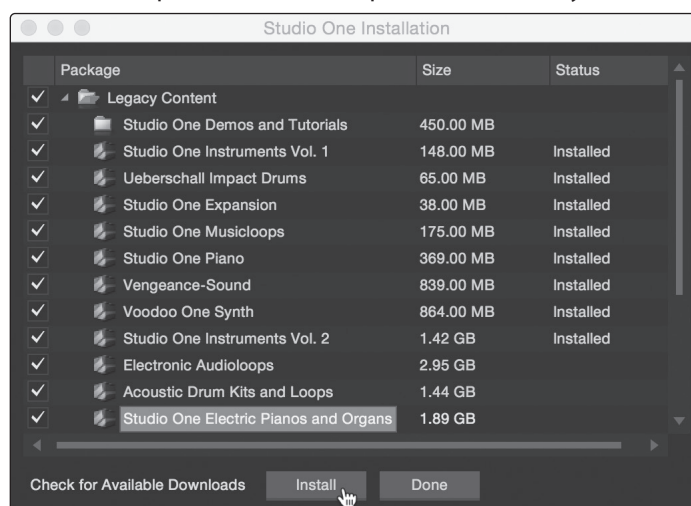 Studio One Installation
Package Size Status
Legacy Content
Studio One Demos and Tutorials 450.00 MB
Studio One Instruments Vol. 1 148.00 MB Installed
Ueberschall Impact Drums 65.00 MB Installed
Studio One Expansion 38.00 MB Installed
Studio One Musicloops 175.00 MB Installed
Studio One Piano 369.00 MB Installed
Vengeance-Sound 839.00 MB Installed
Voodoo One Synth 864.00 MB Installed
Studio One Instruments Vol. 2 1.42 GB Installed
Electronic Audioloops 2.95 GB
Acoustic Drum Kits and Loops 1.44 GB
Studio One Electric Pianos and Organs 1.89 GB
Check for Available Downloads Install Done